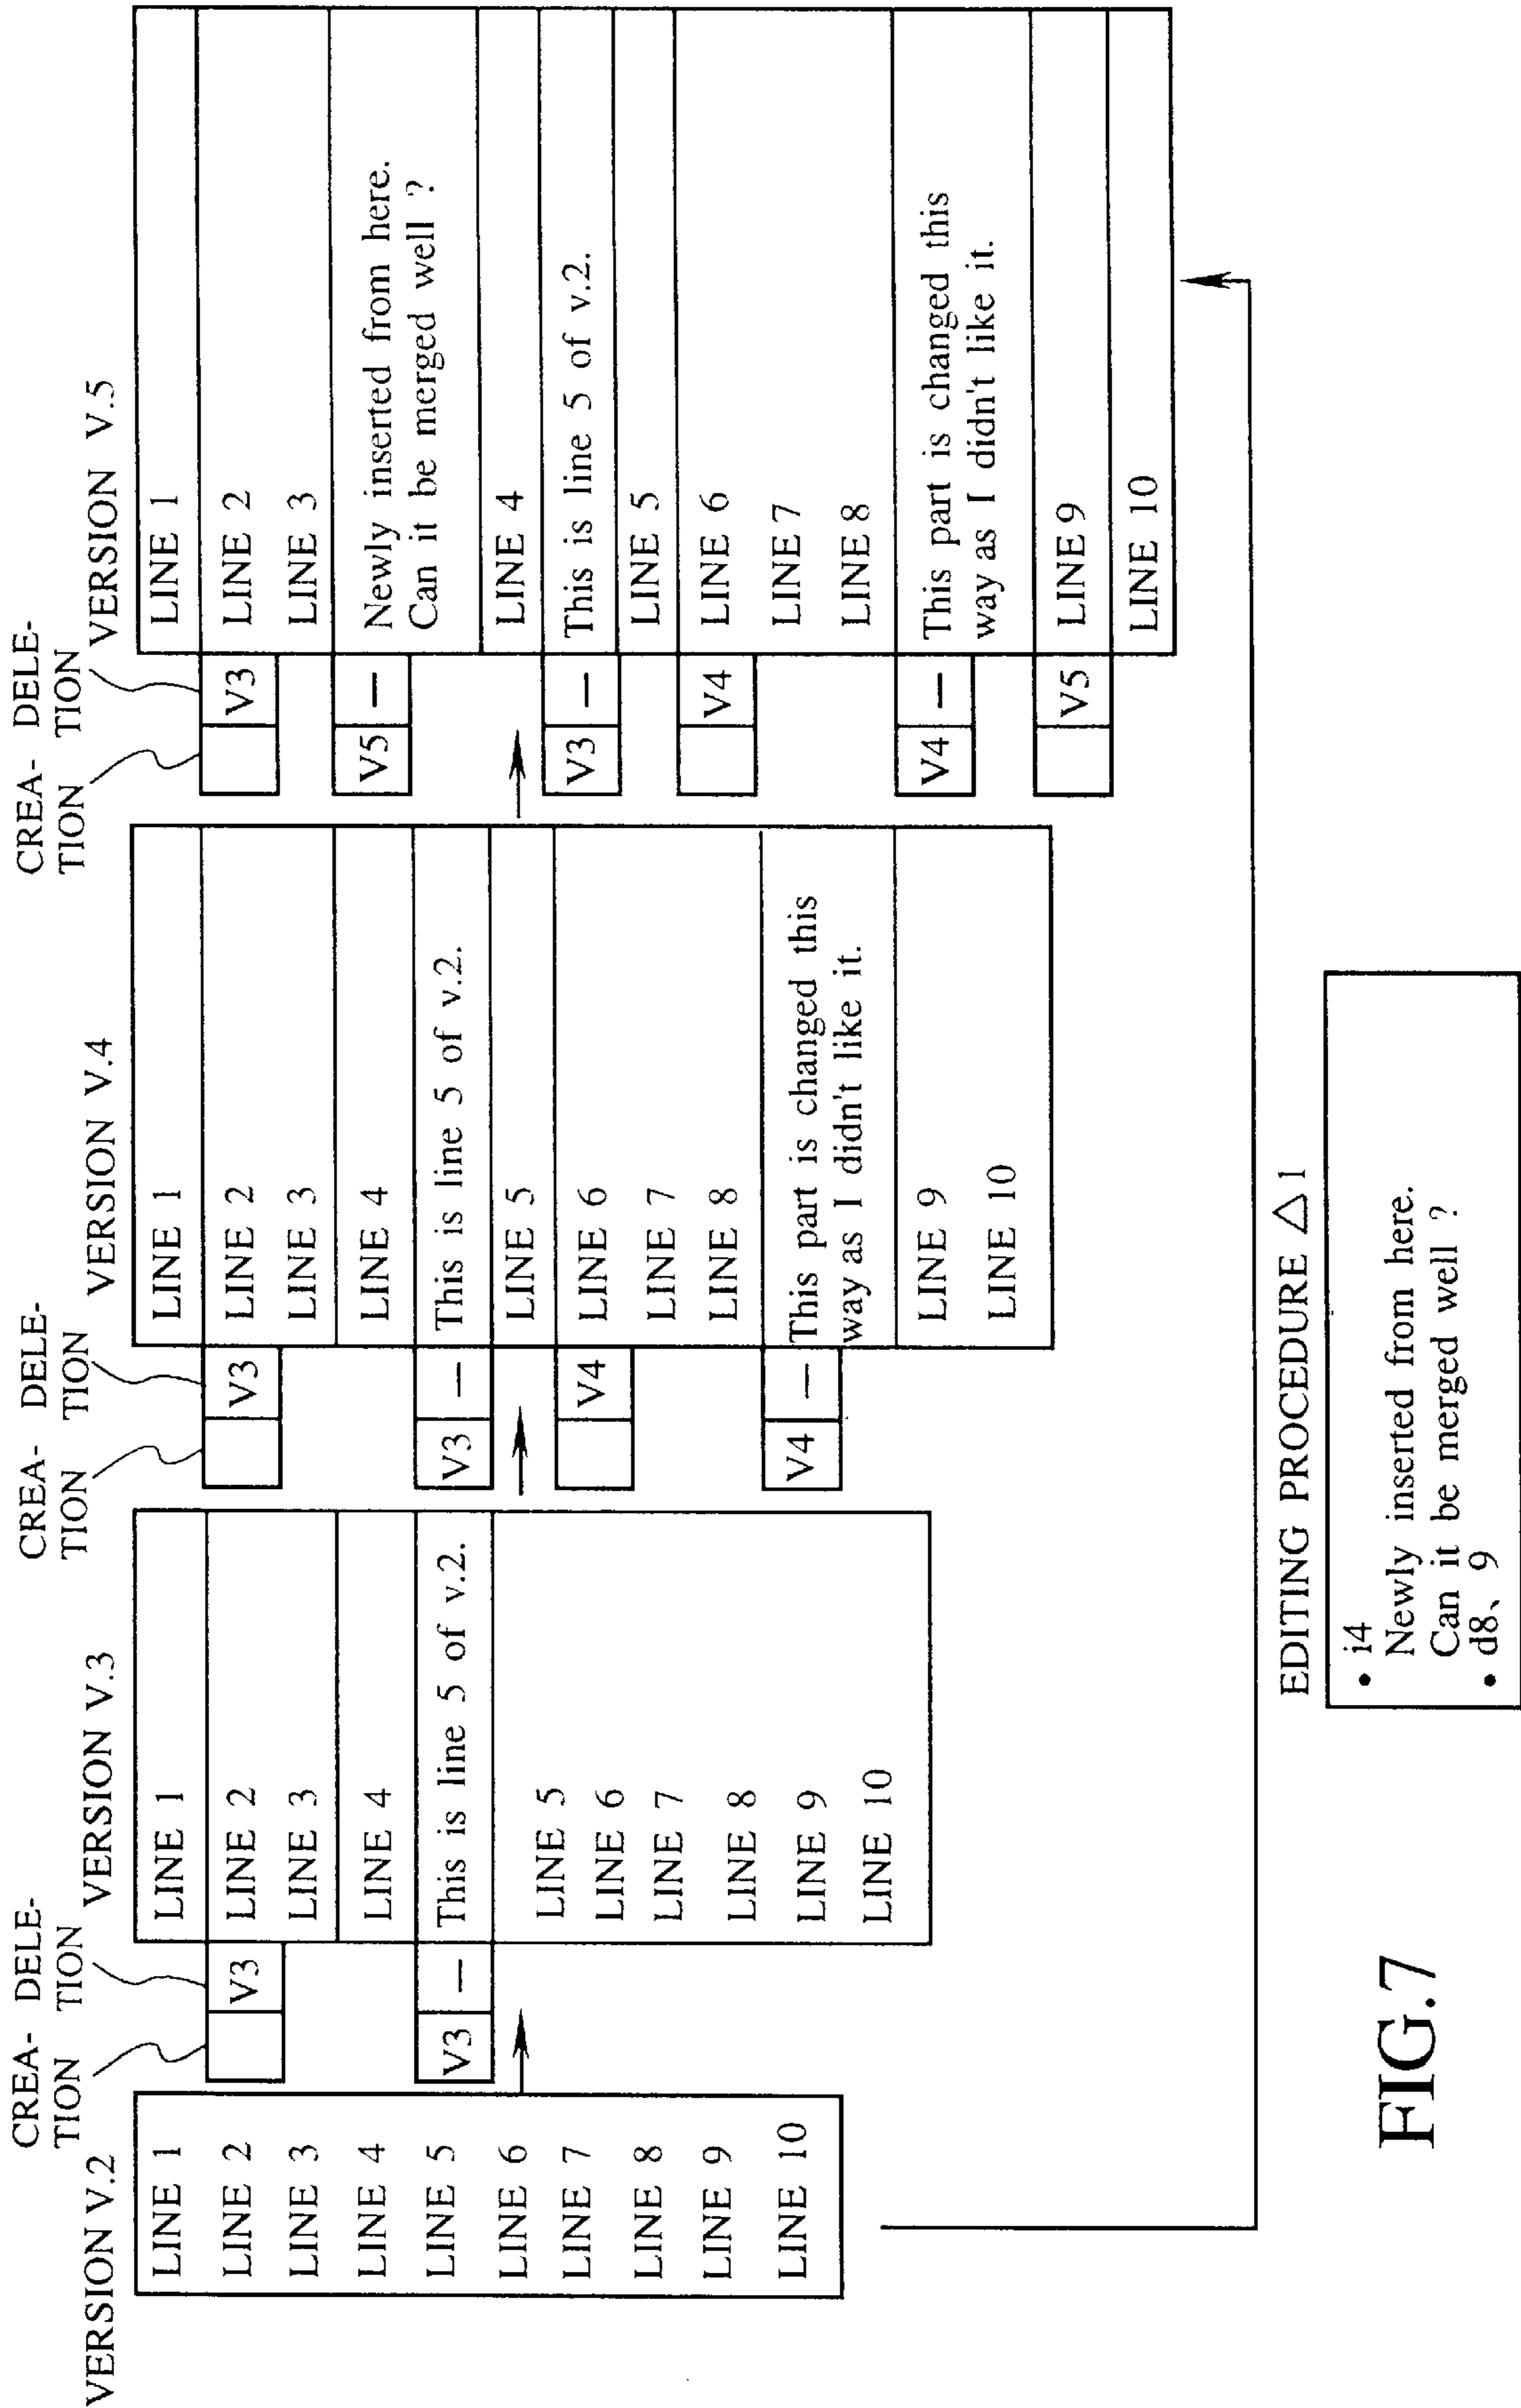 VERSION V.2
LINE 1
LINE 2
LINE 3
LINE 4
LINE 5
LINE 6
LINE 7
LINE 8
LINE 9
LINE 10
CREA-
TION
DELE-
TION
VERSION V.3
LINE 1
V3
LINE 2
LINE 3
LINE 4
V3 — This is line 5 of v.2.
LINE 5
LINE 6
LINE 7
LINE 8
LINE 9
LINE 10
CREA-
TION
DELE-
TION
VERSION V.4
LINE 1
V3
LINE 2
LINE 3
LINE 4
V3 — This is line 5 of v.2.
LINE 5
V4
LINE 6
LINE 7
LINE 8
V4 — This part is changed this
way as I didn't like it.
LINE 9
LINE 10
CREA-
TION
DELE-
TION
VERSION V.5
LINE 1
V3
LINE 2
LINE 3
V5 — Newly inserted from here.
Can it be merged well ?
LINE 4
V3 — This is line 5 of v.2.
LINE 5
V4
LINE 6
LINE 7
LINE 8
V4 — This part is changed this
way as I didn't like it.
V5
LINE 9
LINE 10
EDITING PROCEDURE △1
• i4
Newly inserted from here.
Can it be merged well ?
• d8、9
FIG.7